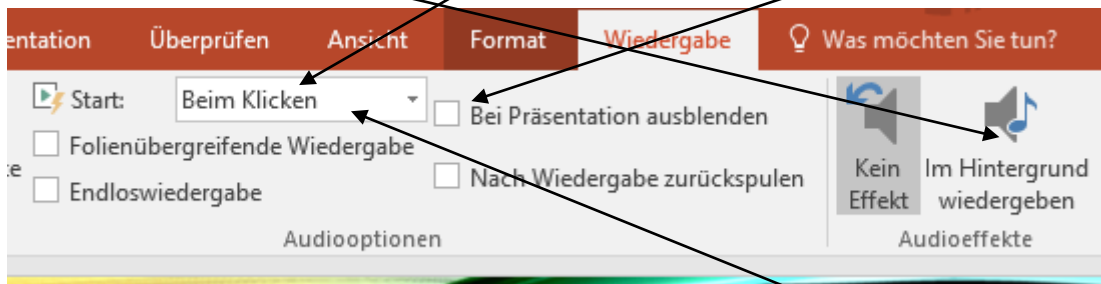 entation Überprüfen Ansicht Format Wiedergabe Was möchten Sie tun?
Start: Beim Klicken
Bei Präsentation ausblenden
Folienübergreifende Wiedergabe
te
Endloswiedergabe
Nach Wiedergabe zurückspulen
Audiooptionen
Kein Effekt
Im Hintergrund wiedergeben
Audioeffekte